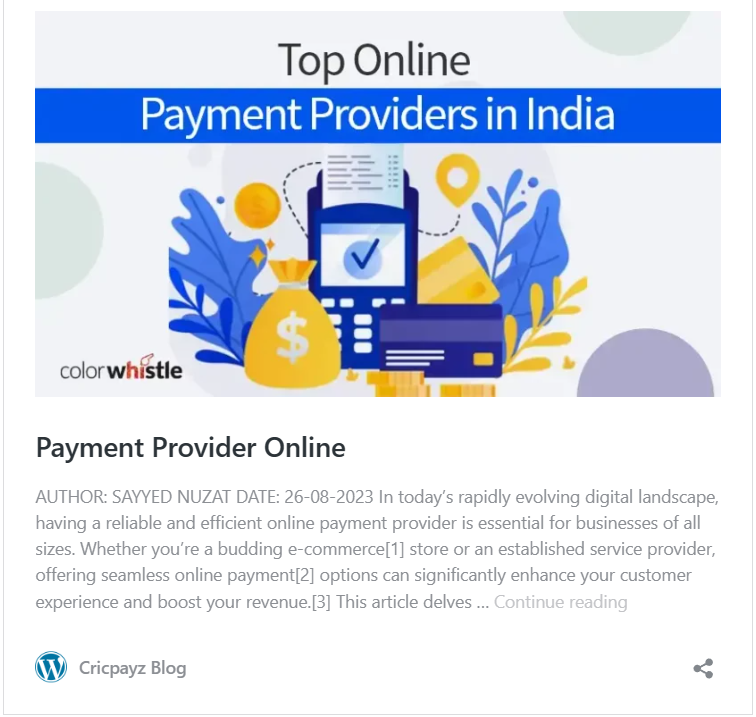 Top Online
Payment Providers in India
$
colorwhistle
Payment Provider Online
AUTHOR: SAYYED NUZAT DATE: 26-08-2023 In today’s rapidly evolving digital landscape,
having a reliable and efficient online payment provider is essential for businesses of all
sizes. Whether you’re a budding e-commerce[1] store or an established service provider,
offering seamless online payment[2] options can significantly enhance your customer
experience and boost your revenue.[3] This article delves ... Continue reading
Cricpayz Blog